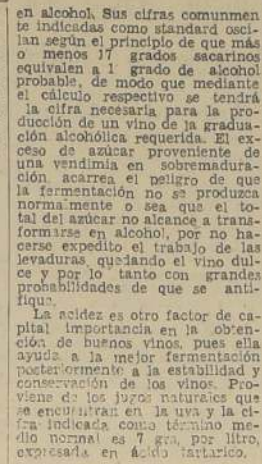 en alcohol. Sus cifras comunmen
te indicadas como standard osci-
lan según el principio de que más
o menos 17 grados sacarinos
equivalen a 1 grado de alcohol
probable, de modo que mediante
el cálculo respectivo se tendrá
la cifra necesaria para la pro-
ducción de un vino de la gradua-
ción alcohólica requerida. El ex-
ceso de azúcar proveniente de
una vendimia en sobremadura-
ción acarrea el peligro de que
la fermentación no se produzca
normalmente o sea que el to-
tal del azúcar no alcance a trans-
formarse en alcohol, por no ha-
cerse expedito el trabajo de las
levaduras, quedando el vino dul-
ce y por lo tanto con grandes
probabilidades de que se anti-
fique.
La acidez es otro factor de ca-
pital importancia en la obten-
ción de buenos vinos, pues ella
ayuda a la mejor fermentación
posteriormente a la estabilidad y
conservación de los vinos. Pro-
viene de los jugos naturales que
se encuentran en la uva y la ci-
fra indicada como término me-
dio normal es 7 grs, por litro,
expresada en ácido tartárico.